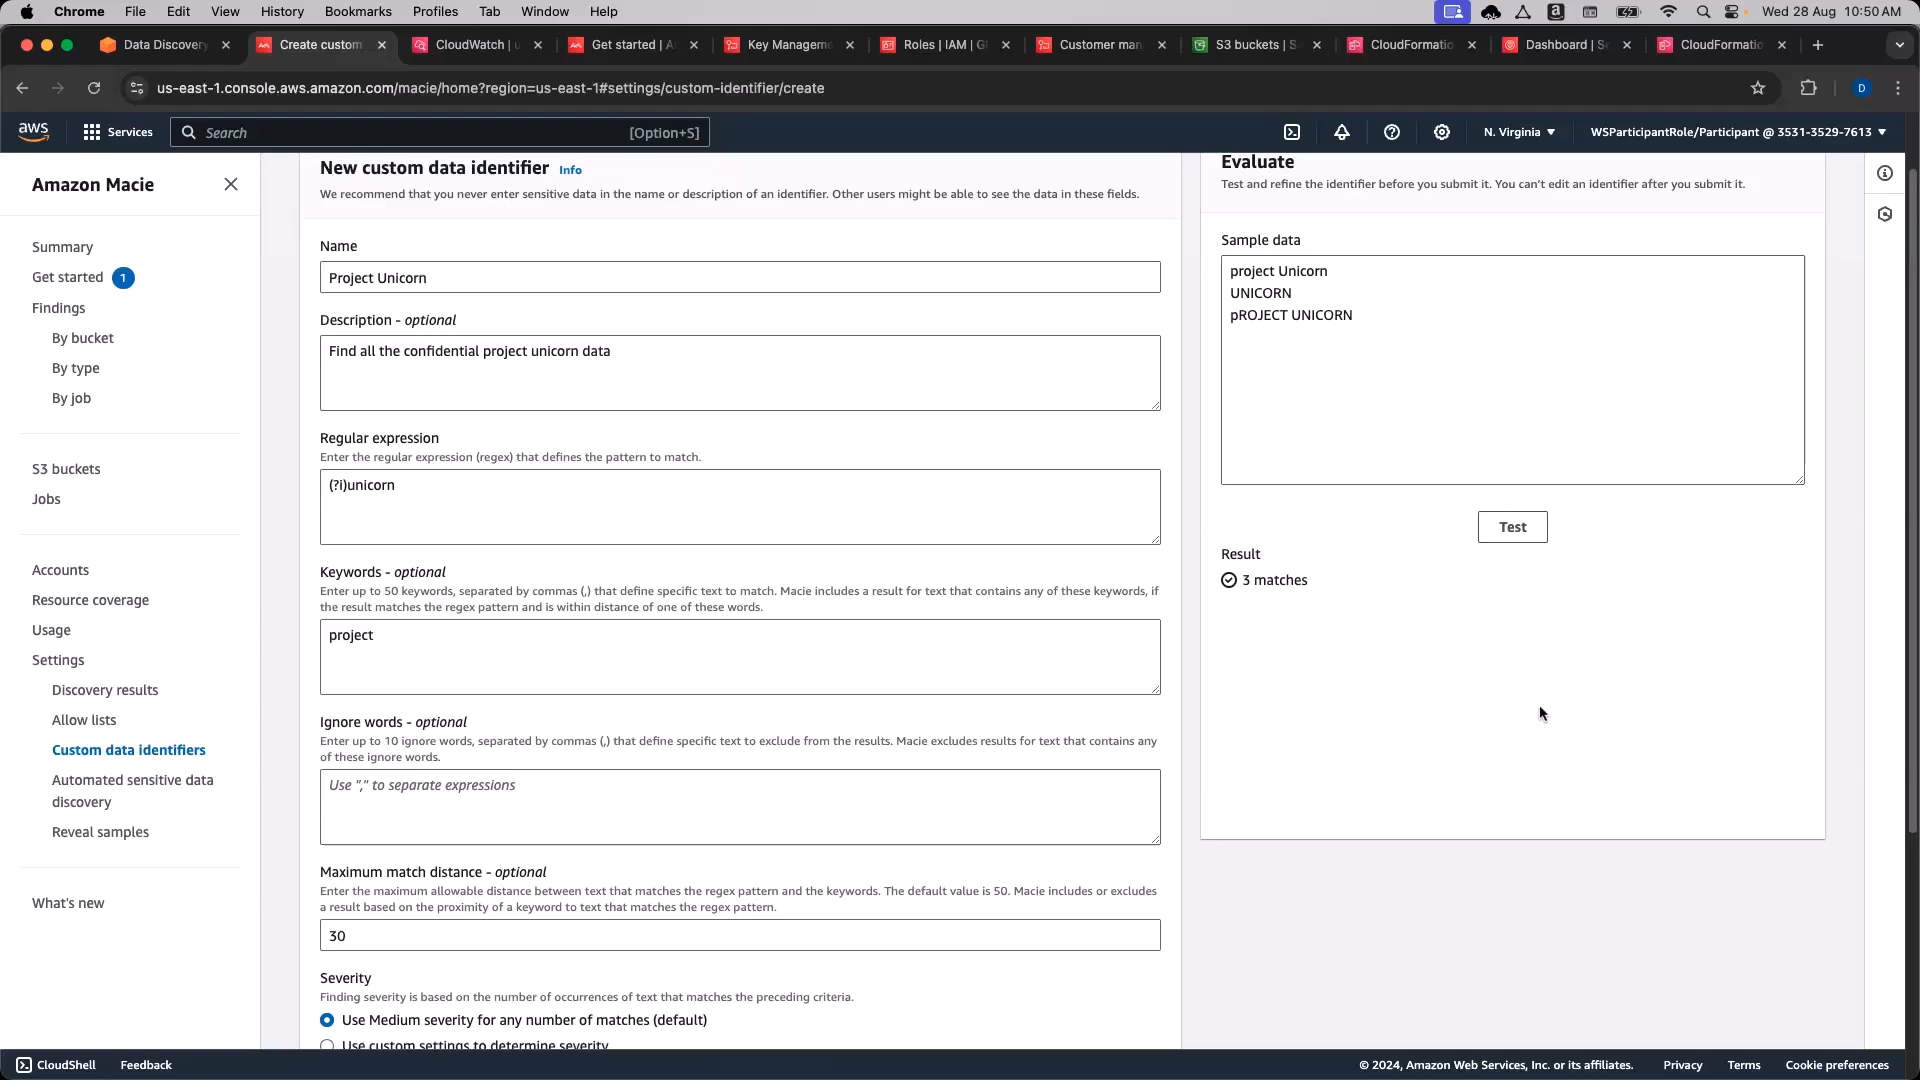 Chrome File Edit View History Bookmarks Profiles Tab Window Help
Wed 28 Aug 10:50 AM
Data Discovery
Create custom
CloudWatch | u
Get started | A
Key Manageme
Roles | IAM | Gl
Customer man
S3 buckets | S
CloudFormatio
Dashboard | Se
CloudFormatio
us-east-1.console.aws.amazon.com/macie/home?region=us-east-1#settings/custom-identifier/create
D
aws
Services
Search
[Option+S]
N. Virginia
WSParticipantRole/Participant @ 3531-3529-7613
Amazon Macie
Summary
Get started 1
Findings
By bucket
By type
By job
S3 buckets
Jobs
Accounts
Resource coverage
Usage
Settings
Discovery results
Allow lists
Custom data identifiers
Automated sensitive data
discovery
Reveal samples
What's new
New custom data identifier Info
We recommend that you never enter sensitive data in the name or description of an identifier. Other users might be able to see the data in these fields.
Name
Project Unicorn
Description - optional
Find all the confidential project unicorn data
Regular expression
Enter the regular expression (regex) that defines the pattern to match.
(?i)unicorn
Keywords - optional
Enter up to 50 keywords, separated by commas (,) that define specific text to match. Macie includes a result for text that contains any of these keywords, if
the result matches the regex pattern and is within distance of one of these words.
project
Ignore words - optional
Enter up to 10 ignore words, separated by commas (,) that define specific text to exclude from the results. Macie excludes results for text that contains any
of these ignore words.
Use "," to separate expressions
Maximum match distance - optional
Enter the maximum allowable distance between text that matches the regex pattern and the keywords. The default value is 50. Macie includes or excludes
a result based on the proximity of a keyword to text that matches the regex pattern.
30
Severity
Finding severity is based on the number of occurrences of text that matches the preceding criteria.
Use Medium severity for any number of matches (default)
Use custom settings to determine severity
Evaluate
Test and refine the identifier before you submit it. You can't edit an identifier after you submit it.
Sample data
project Unicorn
UNICORN
pROJECT UNICORN
Test
Result
3 matches
CloudShell
Feedback
© 2024, Amazon Web Services, Inc. or its affiliates.
Privacy
Terms
Cookie preferences